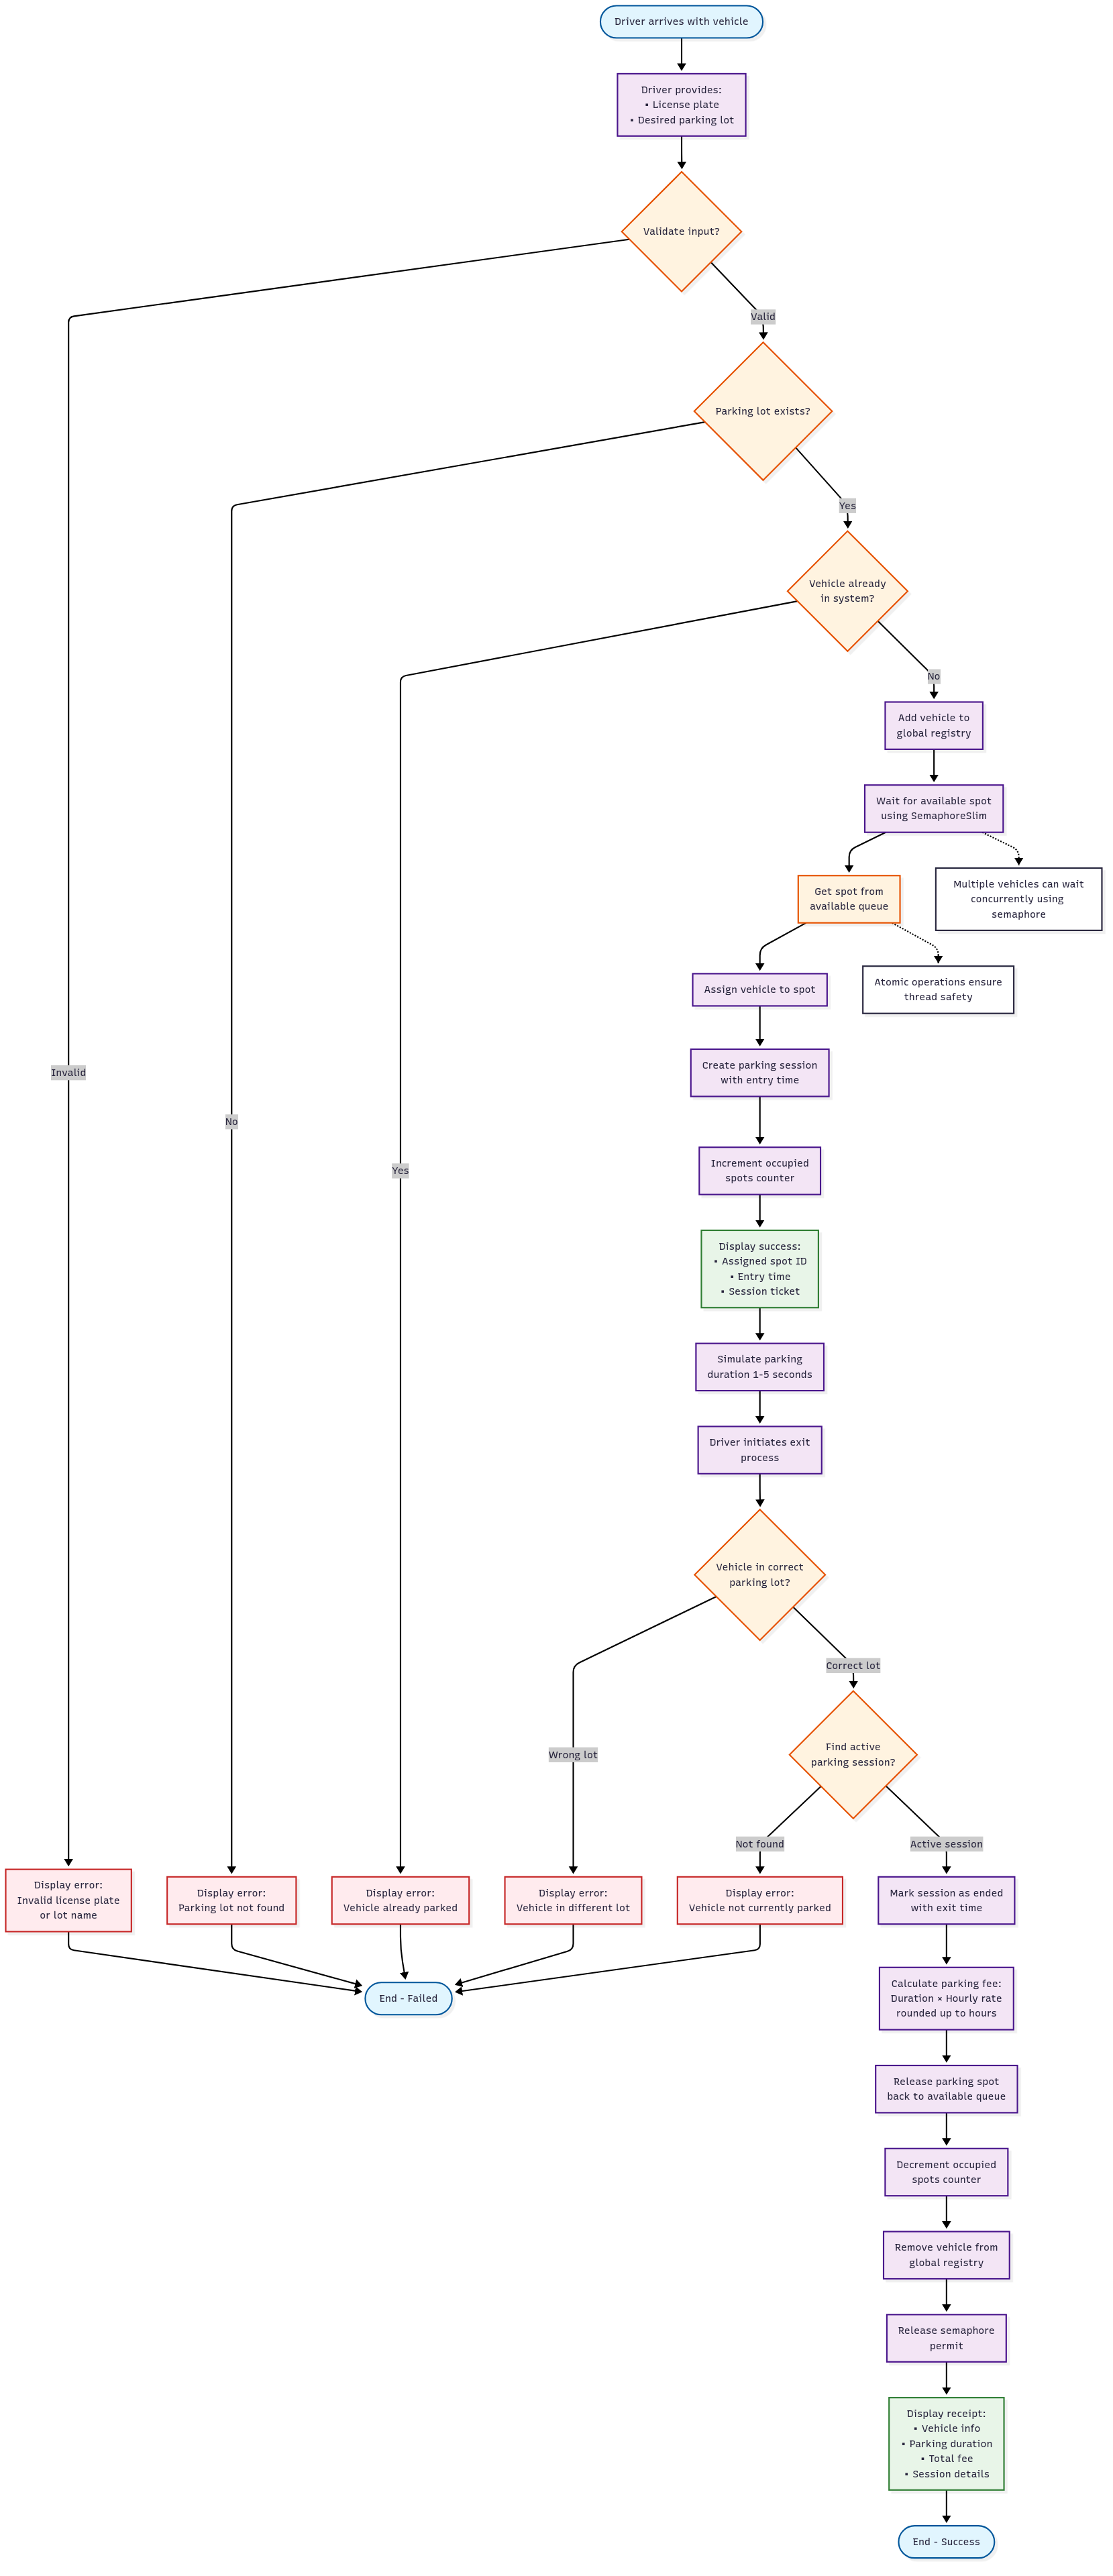 Driver arrives with vehicle
Driver provides:
• License plate
• Desired parking lot
Validate input?
Valid
Parking lot exists?
Yes
Vehicle already
in system?
No
Add vehicle to
global registry
Wait for available spot
using SemaphoreSlim
Get spot from
available queue
Multiple vehicles can wait
concurrently using
semaphore
Assign vehicle to spot
Atomic operations ensure
thread safety
Create parking session
with entry time
Invalid
No
Yes
Increment occupied
spots counter
Display success:
• Assigned spot ID
• Entry time
• Session ticket
Simulate parking
duration 1-5 seconds
Driver initiates exit
process
Vehicle in correct
parking lot?
Correct lot
Wrong lot
Find active
parking session?
Not found
Active session
Display error:
Invalid license plate
or lot name
Display error:
Parking lot not found
Display error:
Vehicle already parked
Display error:
Vehicle in different lot
Display error:
Vehicle not currently parked
Mark session as ended
with exit time
End - Failed
Calculate parking fee:
Duration × Hourly rate
rounded up to hours
Release parking spot
back to available queue
Decrement occupied
spots counter
Remove vehicle from
global registry
Release semaphore
permit
Display receipt:
• Vehicle info
• Parking duration
• Total fee
• Session details
End - Success